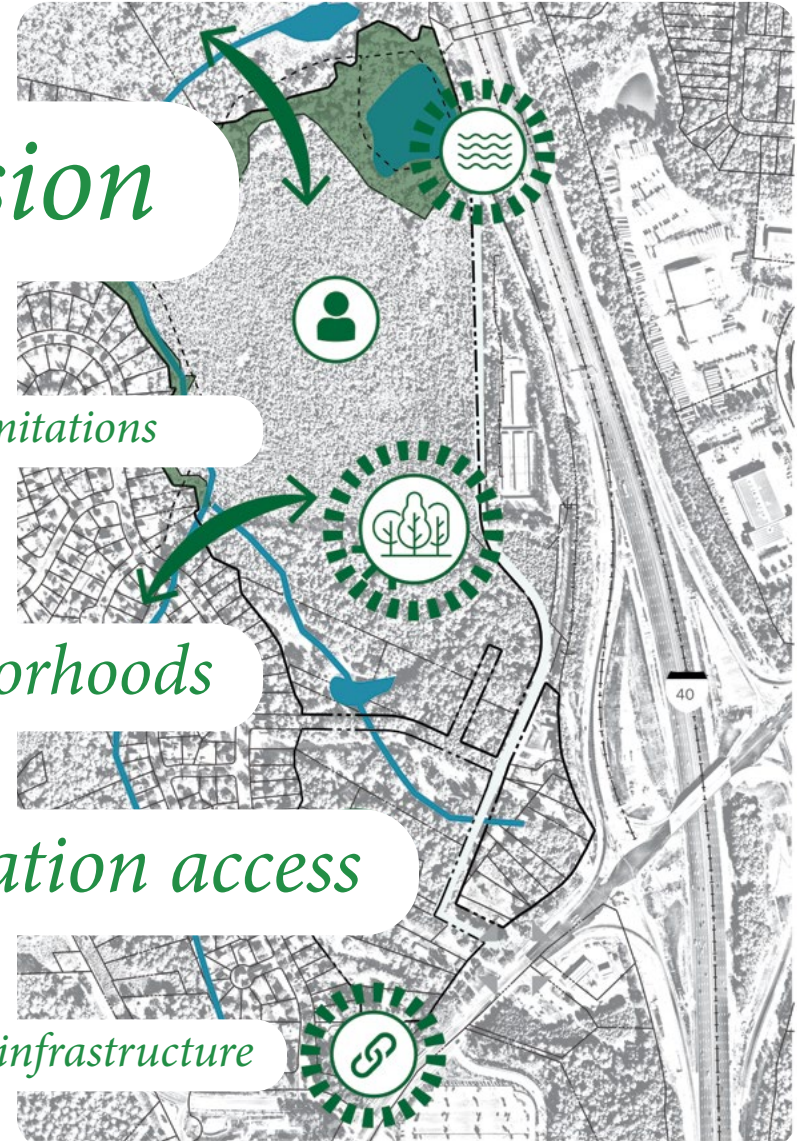 sion
nitations
orhoods
40
ation access
infrastructure